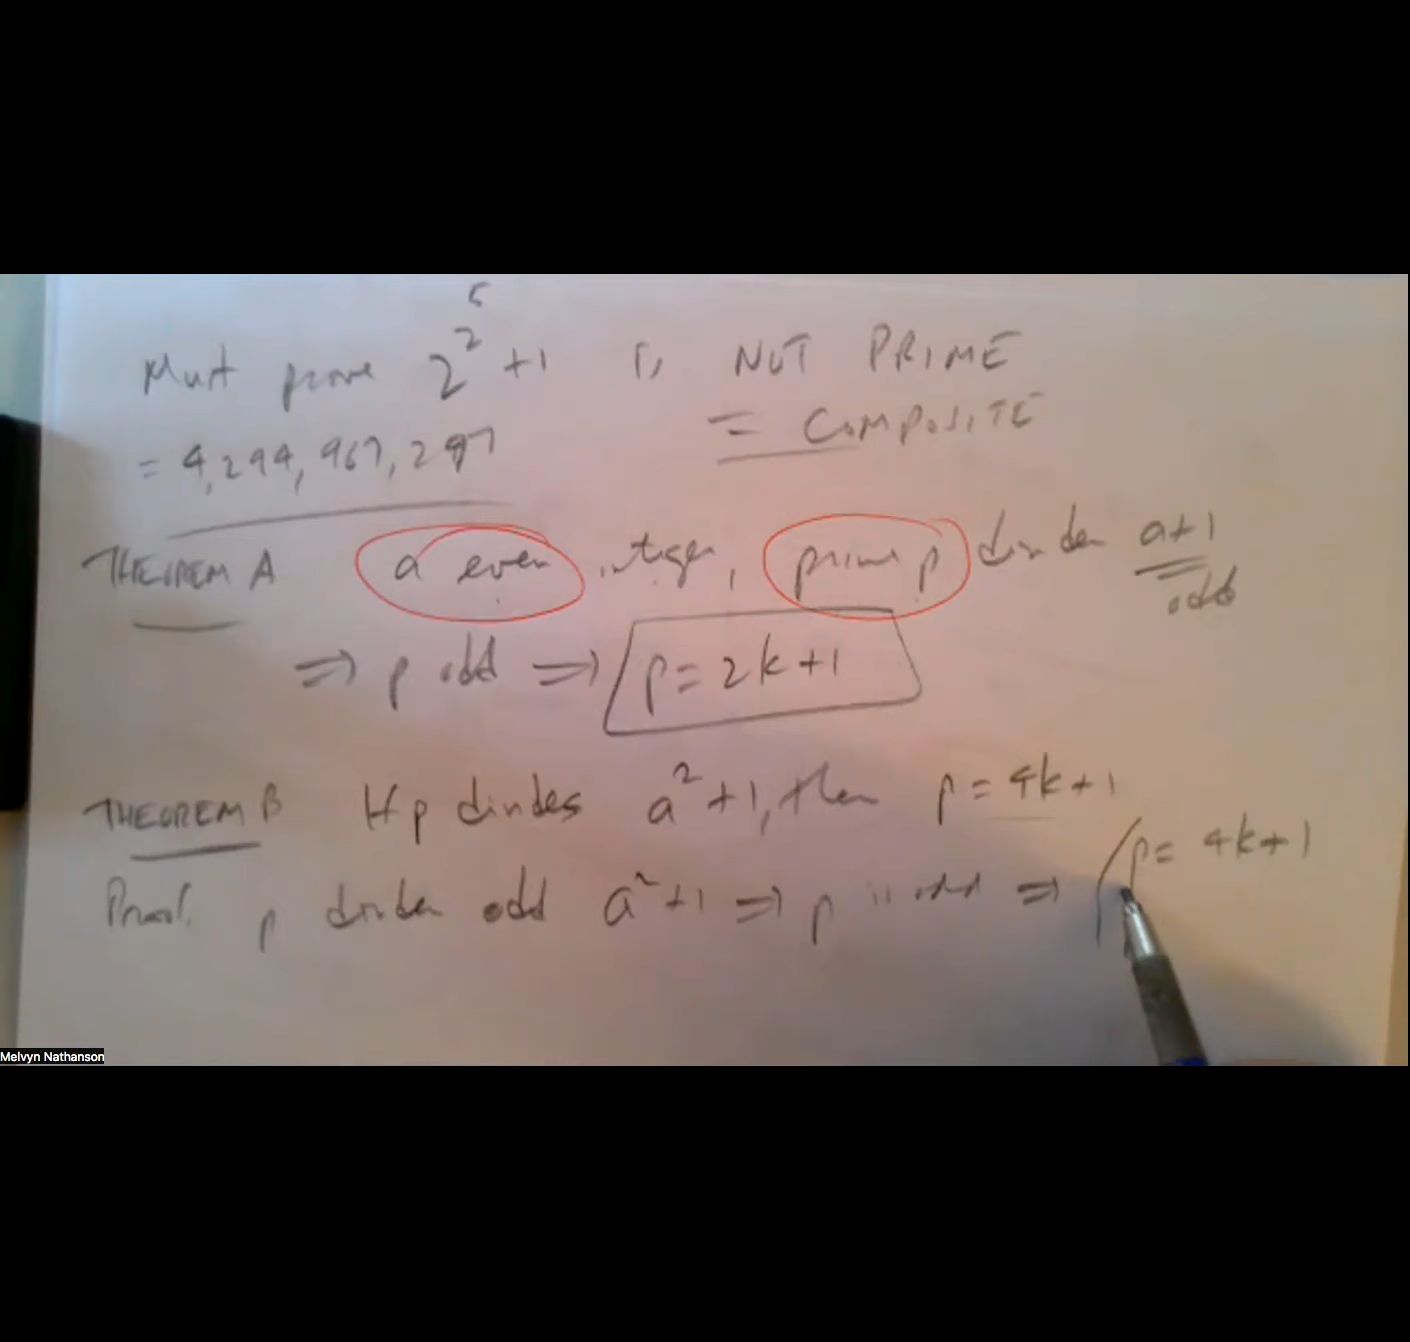 Must prove 2^2^5 + 1 is NOT PRIME
= 4,294,967,297 = COMPOSITE
THEOREM A a even integer, prime p divides a+1
odd
⇒ p odd ⇒ p = 2k+1
THEOREM B If p divides a²+1, then p = 4k+1
Proof. p divides odd a²+1 ⇒ p is odd ⇒ p = 4k+1
Melvyn Nathanson